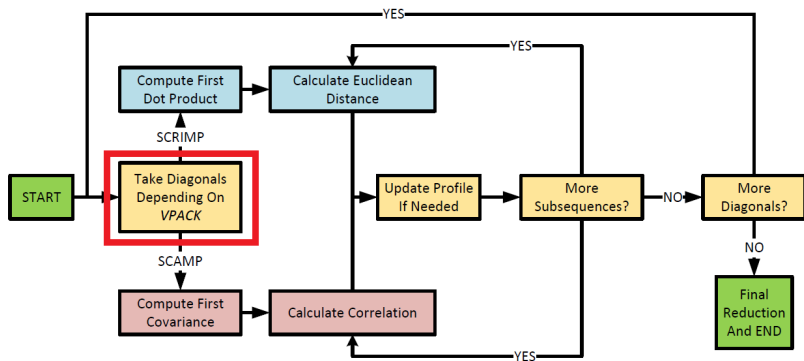 YES
YES
Compute First
Dot Product
Calculate Euclidean
Distance
SCRIMP
START
Take Diagonals
Depending On
VPACK
Update Profile
If Needed
More
Subsequences?
NO
More
Diagonals?
SCAMP
NO
Compute First
Covariance
Calculate Correlation
Final
Reduction
And END
YES